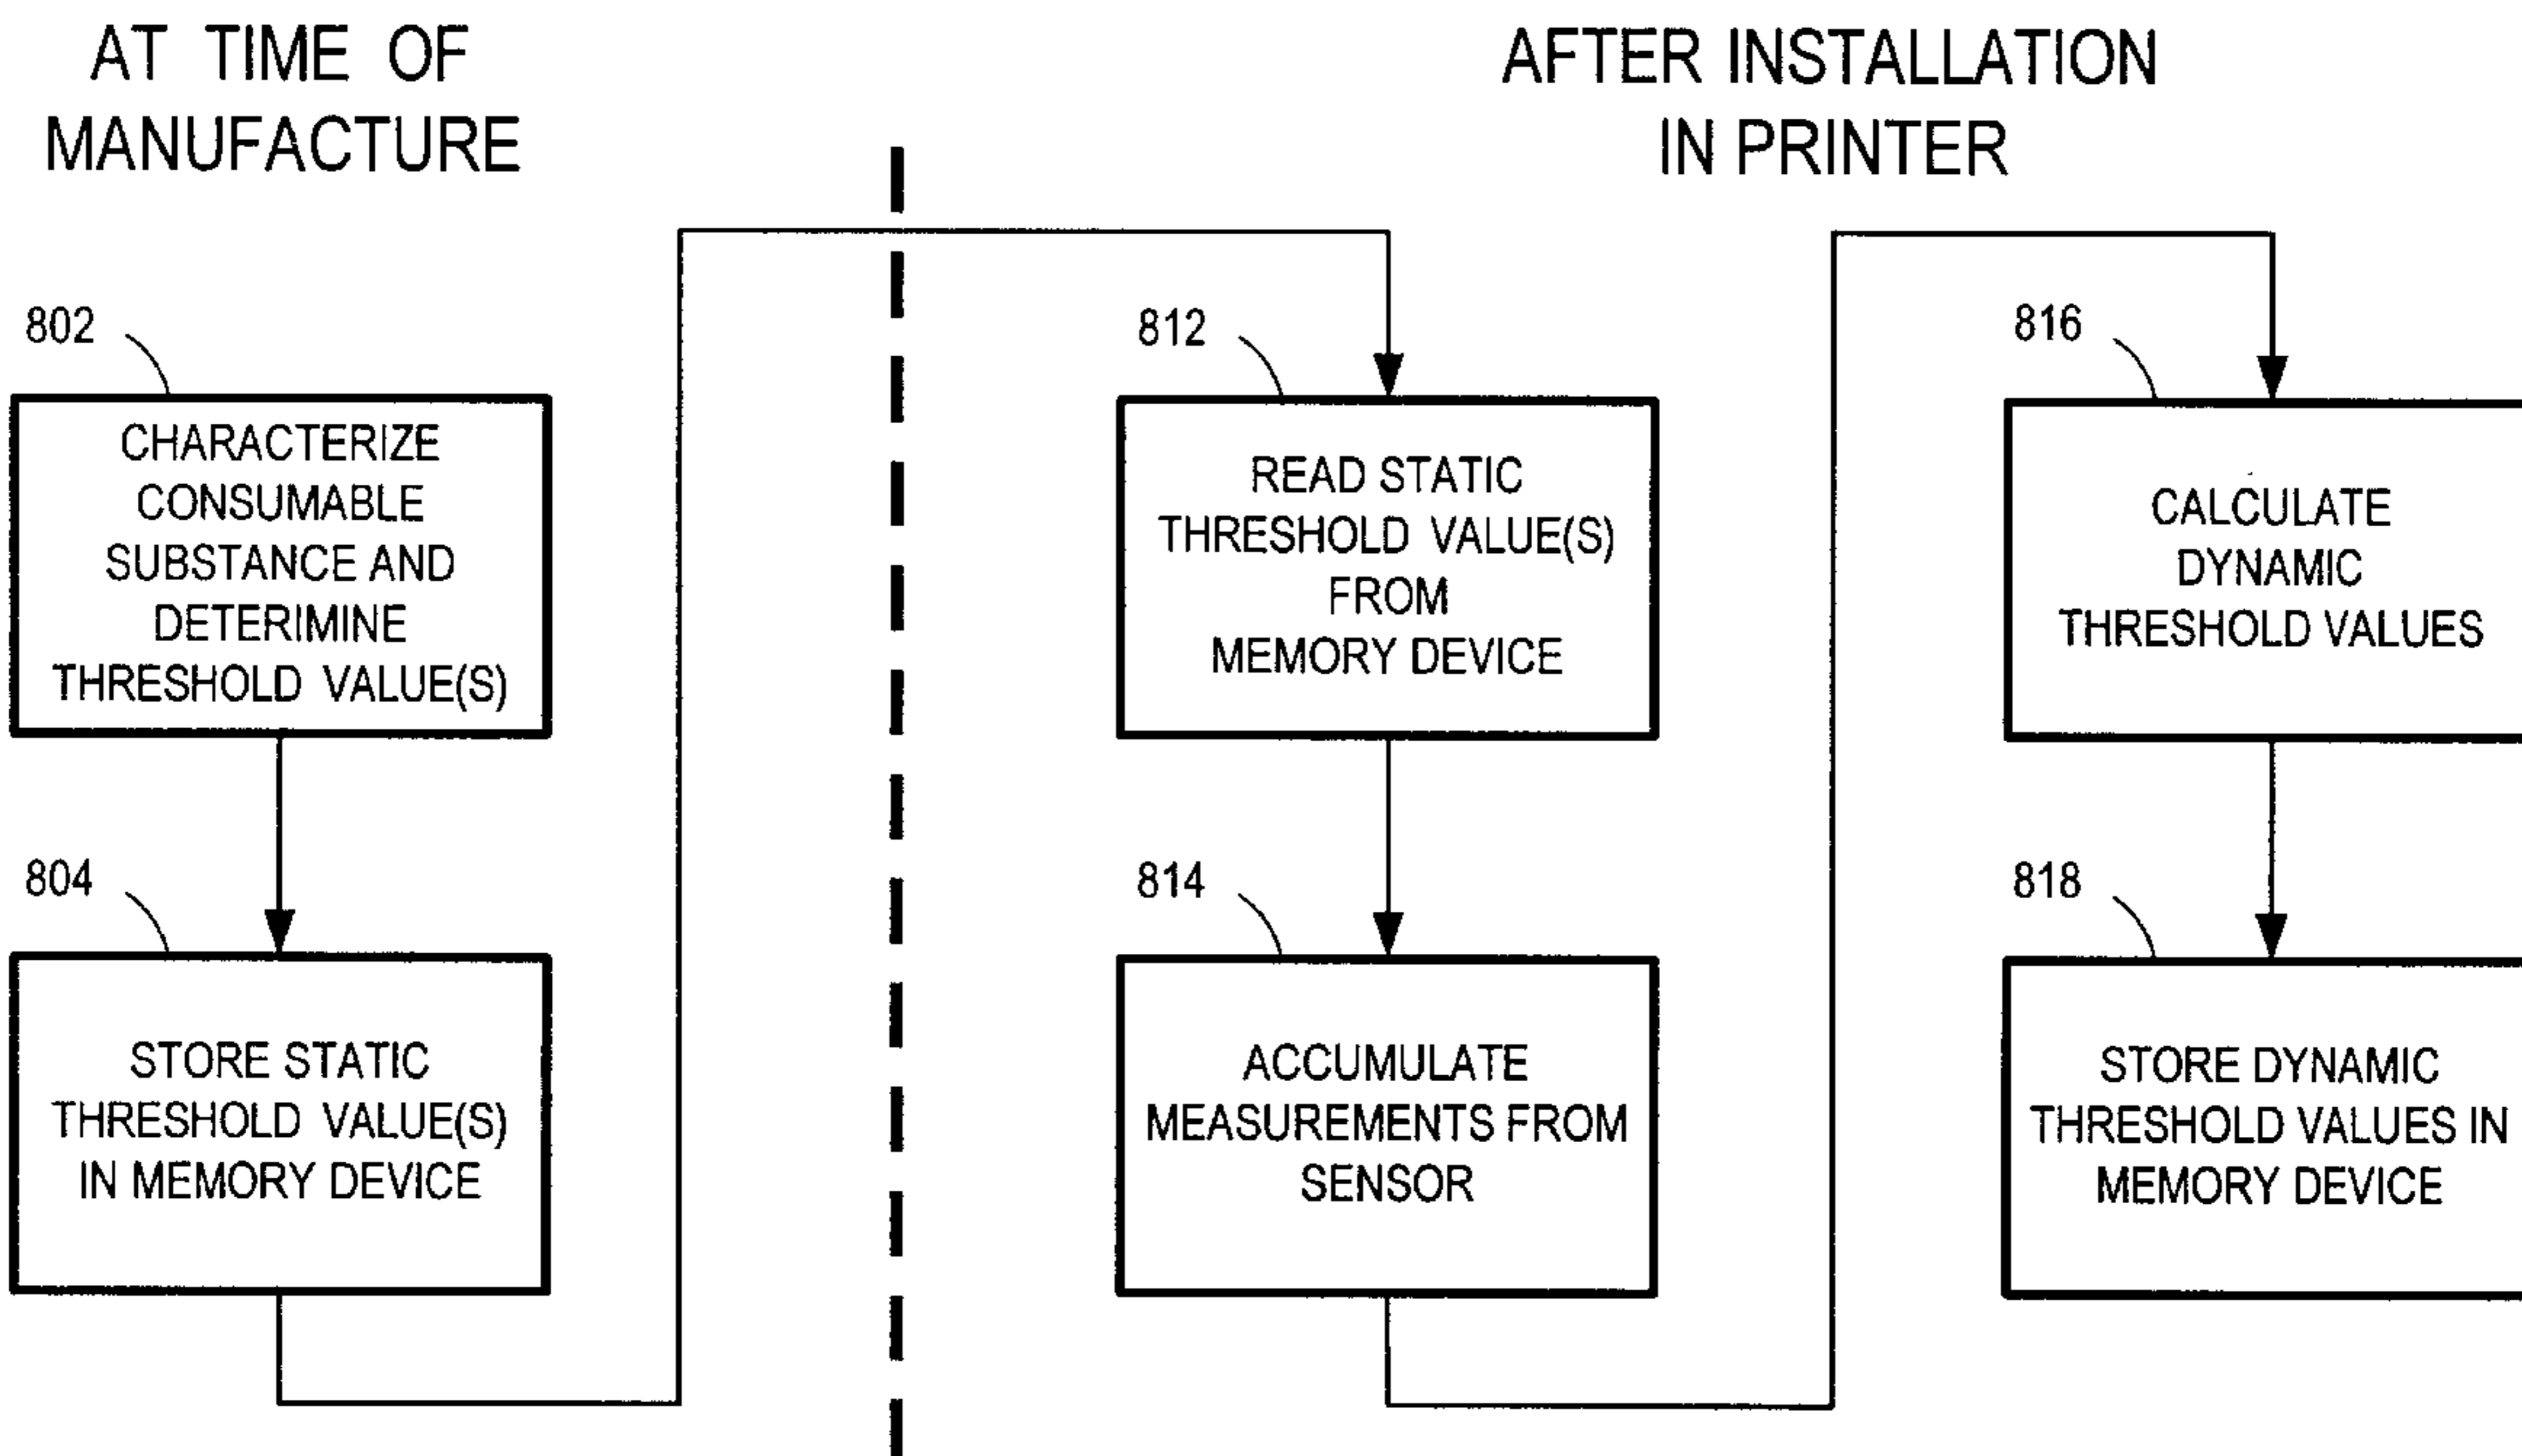 AT TIME OF
MANUFACTURE
802
CHARACTERIZE
CONSUMABLE
SUBSTANCE AND
DETERIMINE
THRESHOLD VALUE(S)
804
STORE STATIC
THRESHOLD VALUE(S)
IN MEMORY DEVICE
AFTER INSTALLATION
IN PRINTER
812
READ STATIC
THRESHOLD VALUE(S)
FROM
MEMORY DEVICE
814
ACCUMULATE
MEASUREMENTS FROM
SENSOR
816
CALCULATE
DYNAMIC
THRESHOLD VALUES
818
STORE DYNAMIC
THRESHOLD VALUES IN
MEMORY DEVICE